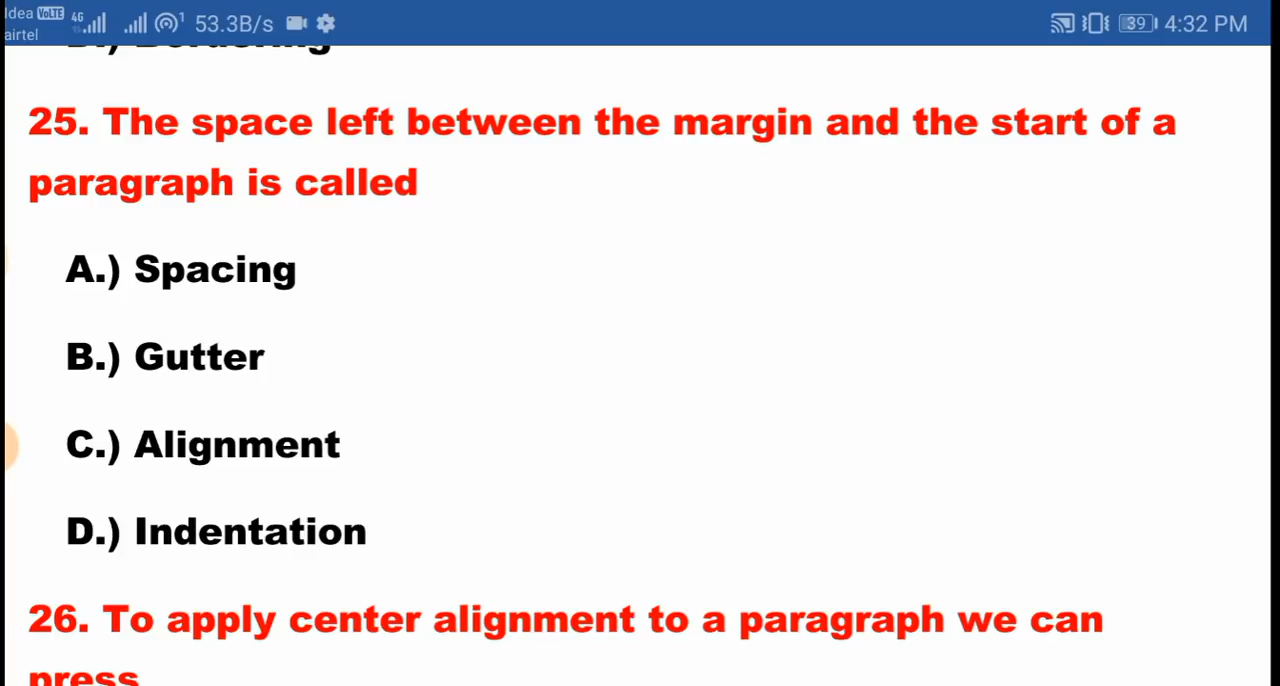 Idea VoLTE 4G 1 53.3B/s 39 4:32 PM
airtel
25. The space left between the margin and the start of a
paragraph is called
A.) Spacing
B.) Gutter
C.) Alignment
D.) Indentation
26. To apply center alignment to a paragraph we can
press